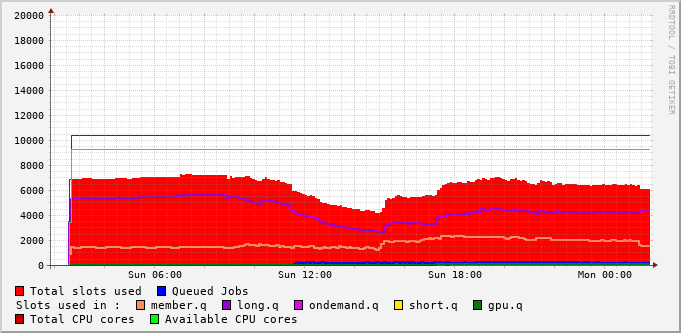 RRDTOOL / TOBI OETIKER
20000
18000
16000
14000
12000
10000
8000
6000
4000
2000
0
Sun 06:00 Sun 12:00 Sun 18:00 Mon 00:00
Total slots used Queued Jobs
Slots used in : member.q long.q ondemand.q short.q gpu.q
Total CPU cores Available CPU cores